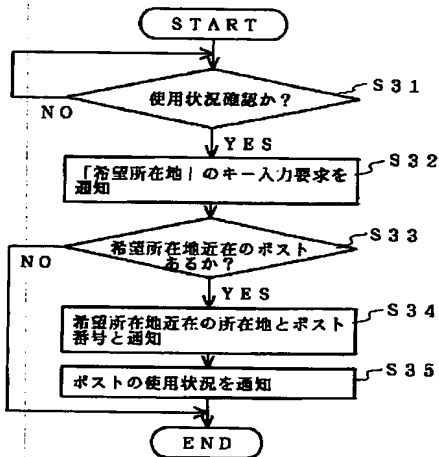 START
使用状況確認か？
S31
NO
YES
「希望所在地」のキー入力要求を
通知
S32
希望所在地近在のポスト
あるか？
S33
NO
YES
希望所在地近在の所在地とポスト
番号と通知
S34
ポストの使用状況を通知
S35
END